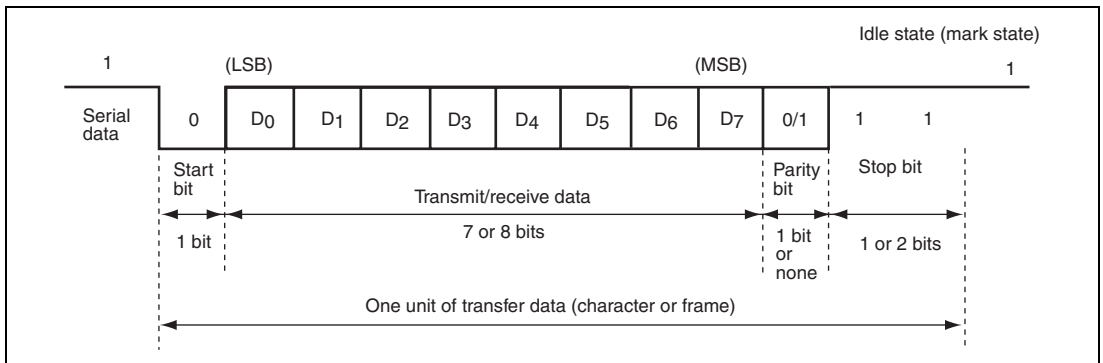 Idle state (mark state)
1
(LSB)
(MSB)
1
Serial
data
0
D0
D1
D2
D3
D4
D5
D6
D7
0/1
1
1
Start
bit
Transmit/receive data
Parity
bit
Stop bit
1 bit
7 or 8 bits
1 bit
or
none
1 or 2 bits
One unit of transfer data (character or frame)